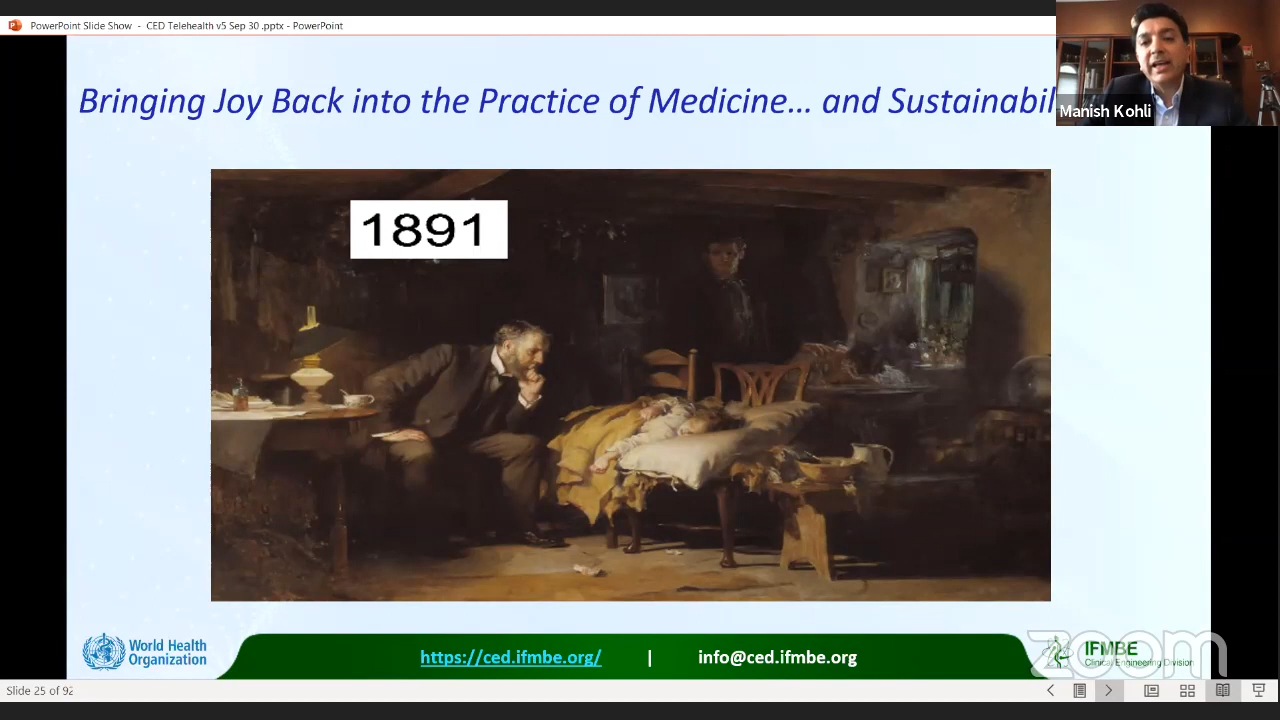 PowerPoint Slide Show - CED Telehealth v5 Sep 30 .pptx - PowerPoint
Manish Kohli
Bringing Joy Back into the Practice of Medicine... and Sustainabil
1891
World Health
Organization
https://ced.ifmbe.org/ | info@ced.ifmbe.org
IFMBE
Clinical Engineering Division
zoom
Slide 25 of 92